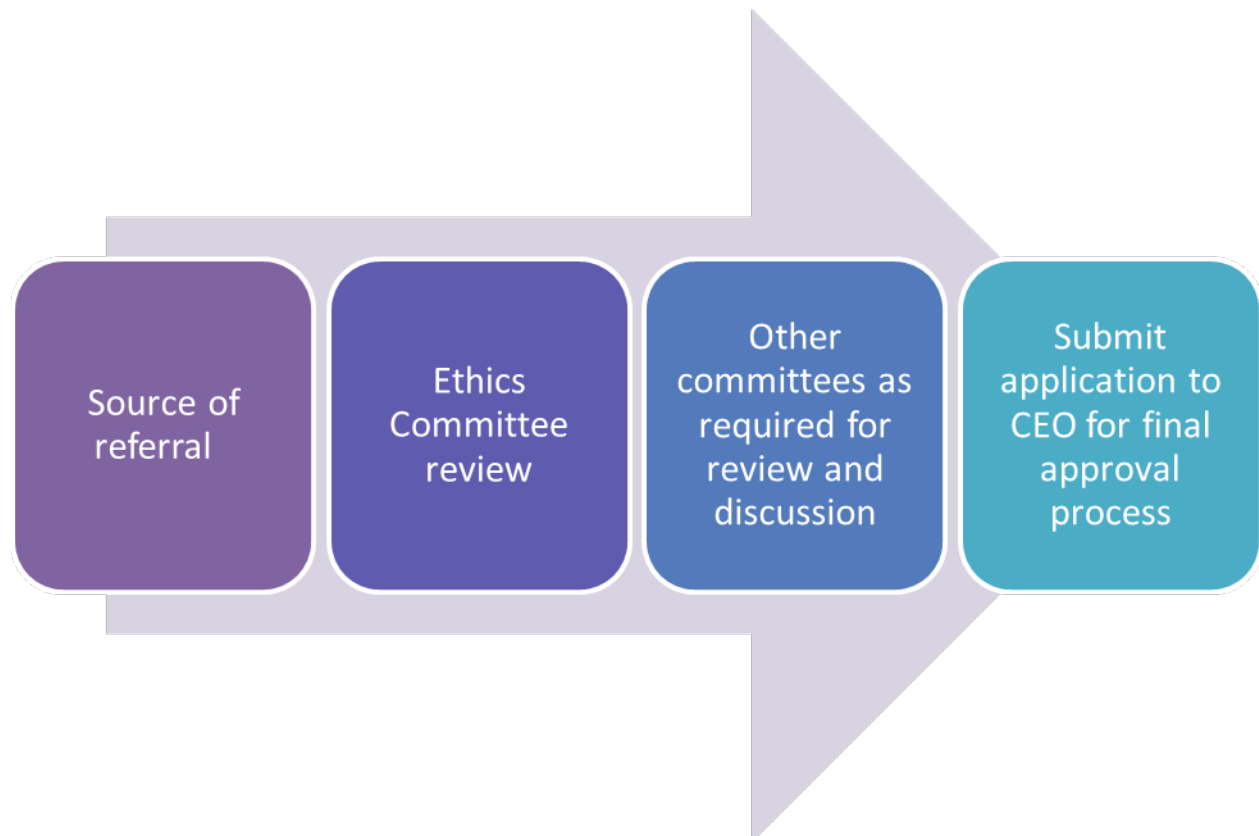 Source of
referral
Ethics
Committee
review
Other
committees as
required for
review and
discussion
Submit
application to
CEO for final
approval
process